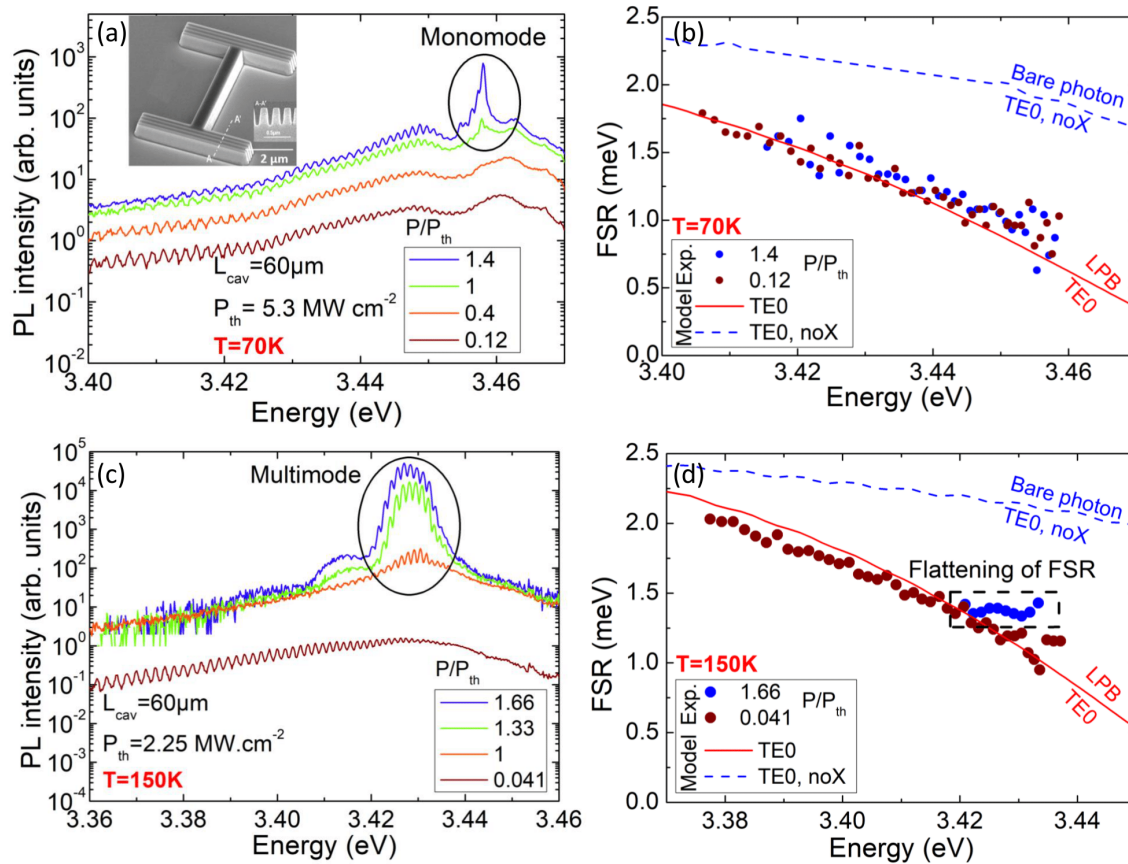 (a)
Monomode
PL intensity (arb. units)
10³
10²
10¹
10⁰
10⁻¹
10⁻²
A-A'
0.5µm
A'
A
2 µm
P/Pth
1.4
1
0.4
0.12
Lcav=60µm
Pth= 5.3 MW cm⁻²
T=70K
3.40 3.42 3.44 3.46
Energy (eV)
(b)
FSR (meV)
2.5
2.0
1.5
1.0
0.5
0.0
Bare photon
TE0, noX
T=70K
LPB
TE0
Model Exp.
1.4 P/Pth
0.12
TE0
TE0, noX
3.40 3.42 3.44 3.46
Energy (eV)
(c)
Multimode
PL intensity (arb. units)
10⁵
10⁴
10³
10²
10¹
10⁰
10⁻¹
10⁻²
10⁻³
10⁻⁴
Lcav=60µm
Pth=2.25 MW.cm⁻²
T=150K
P/Pth
1.66
1.33
1
0.041
3.36 3.38 3.40 3.42 3.44 3.46
Energy (eV)
(d)
FSR (meV)
2.5
2.0
1.5
1.0
0.5
0.0
Bare photon
TE0, noX
Flattening of FSR
T=150K
LPB
TE0
Model Exp.
1.66 P/Pth
0.041
TE0
TE0, noX
3.38 3.40 3.42 3.44
Energy (eV)